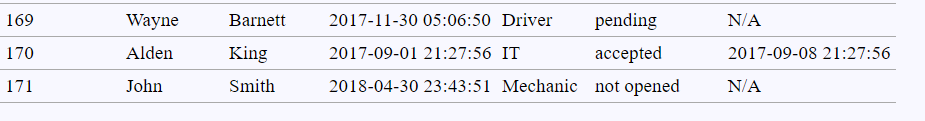 169 Wayne Barnett 2017-11-30 05:06:50 Driver pending N/A
170 Alden King 2017-09-01 21:27:56 IT accepted 2017-09-08 21:27:56
171 John Smith 2018-04-30 23:43:51 Mechanic not opened N/A